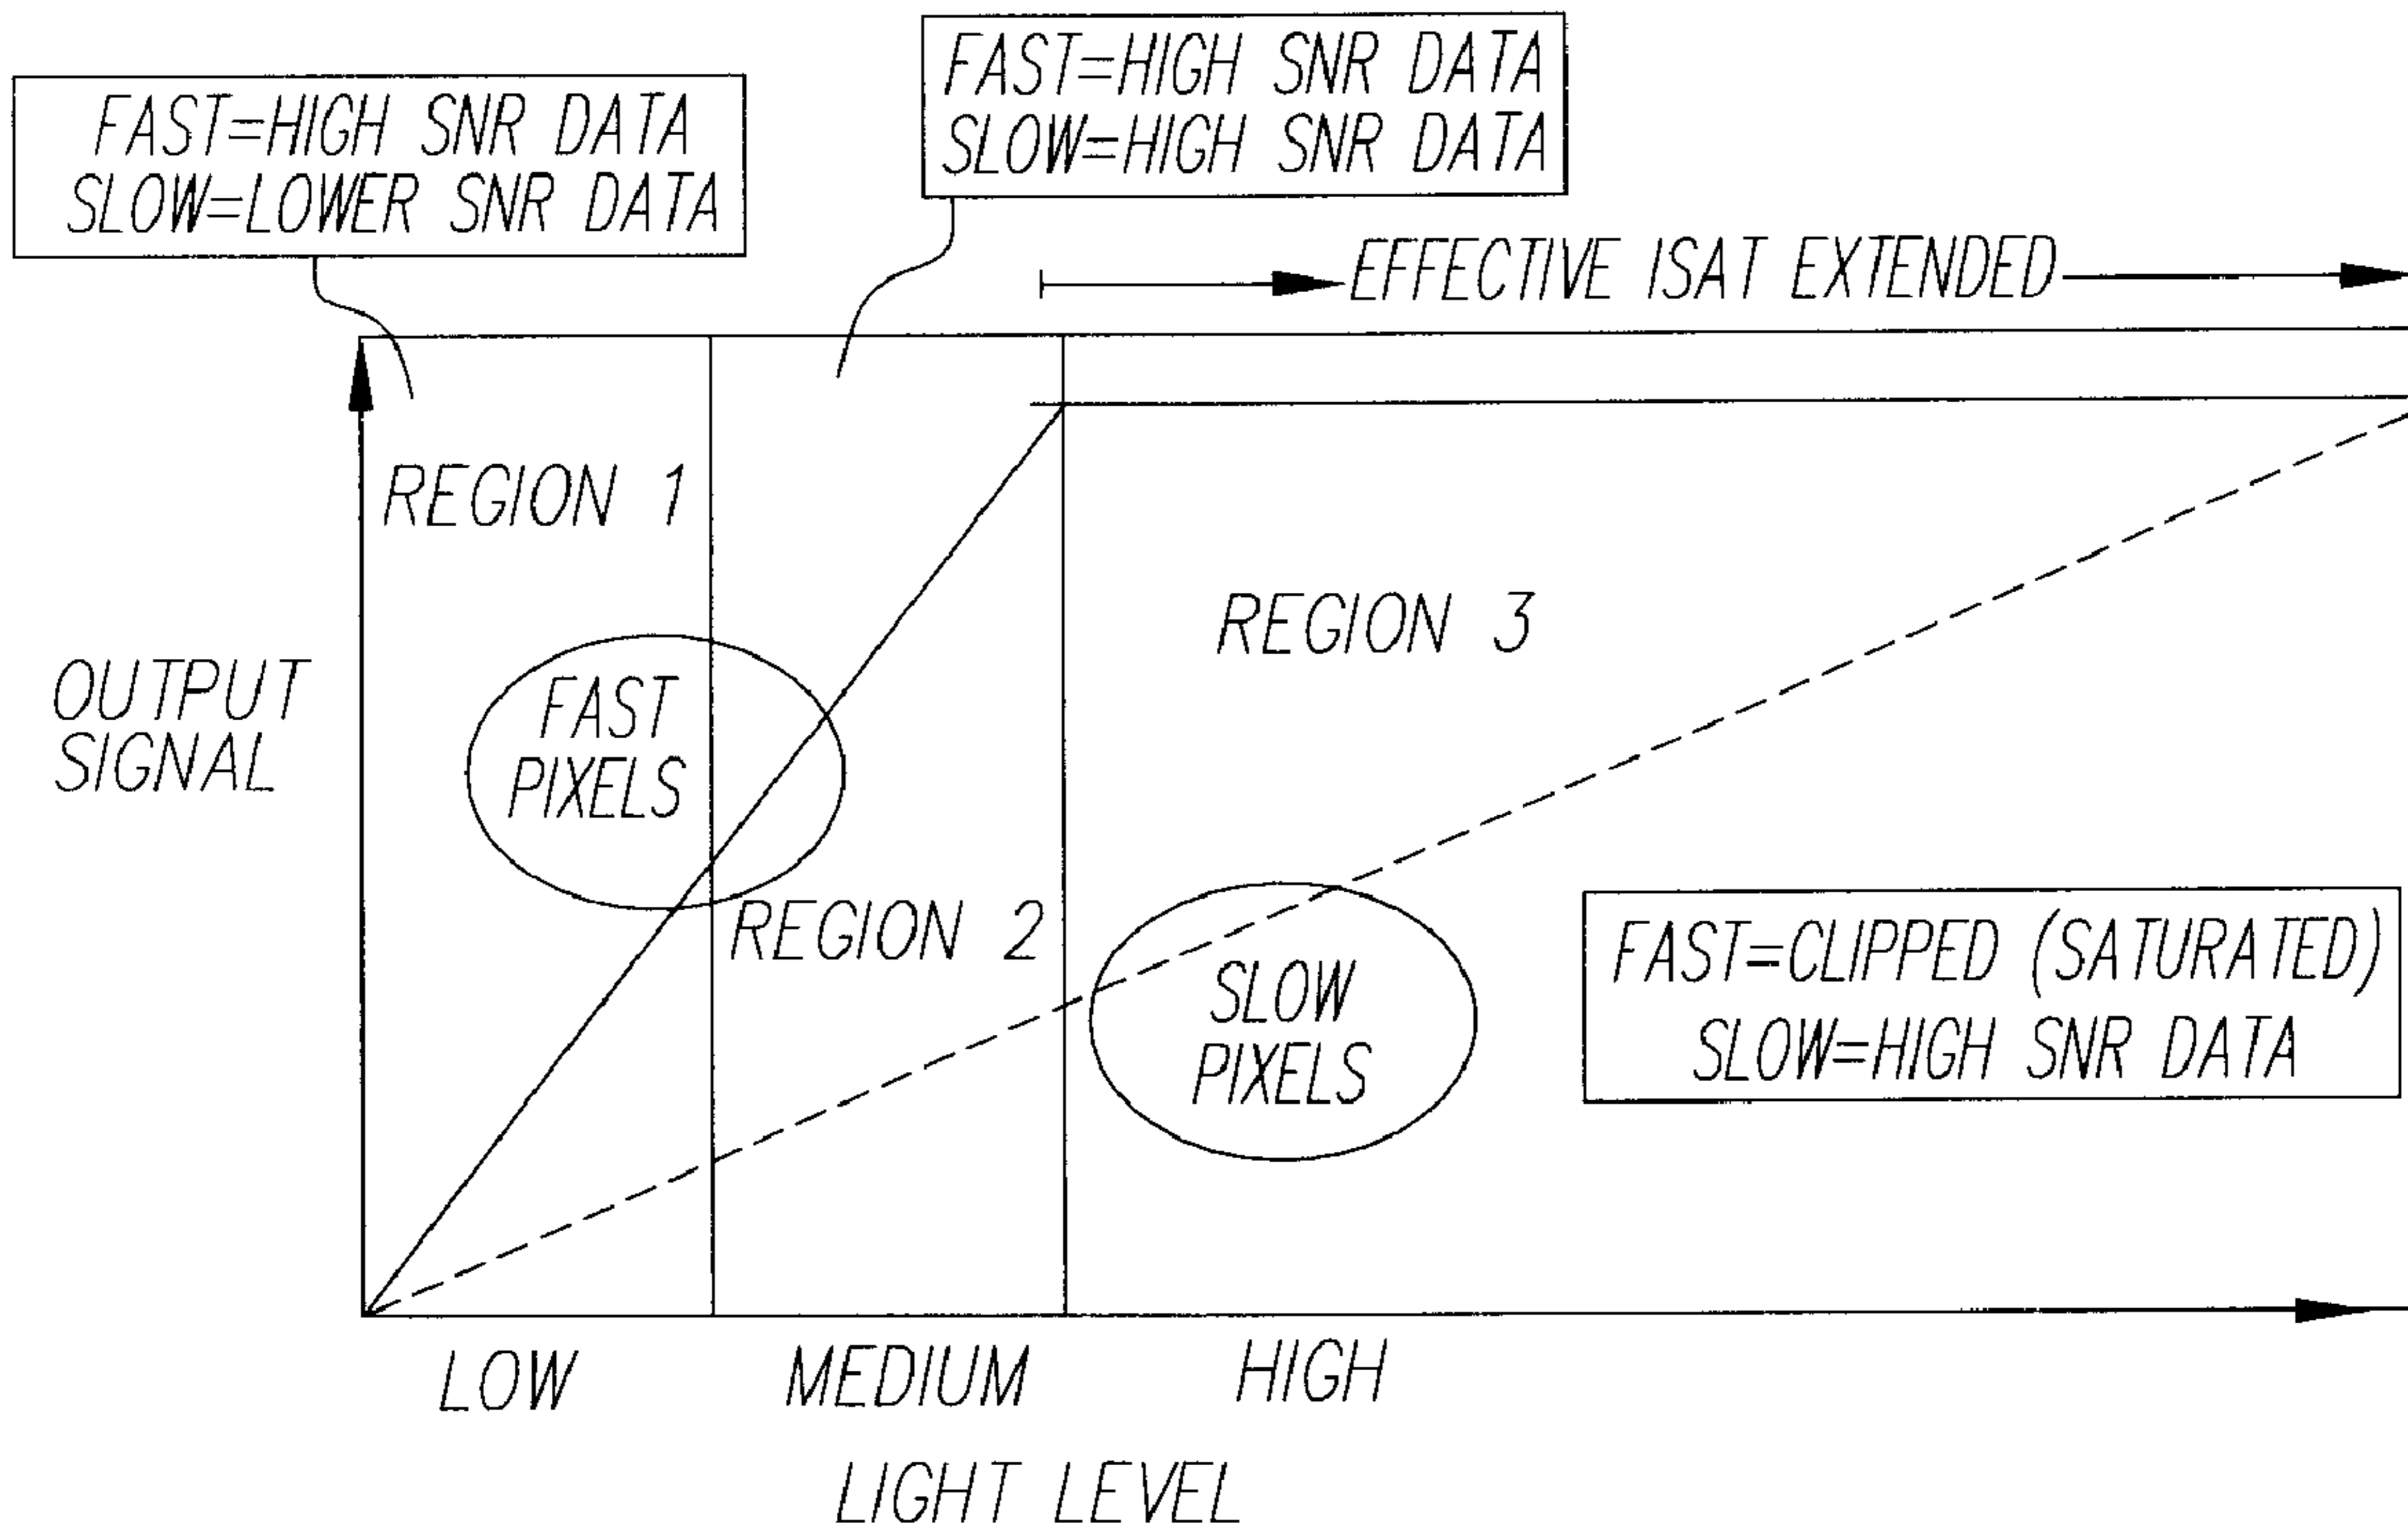 FAST=HIGH SNR DATA
SLOW=HIGH SNR DATA
FAST=HIGH SNR DATA
SLOW=LOWER SNR DATA
EFFECTIVE ISAT EXTENDED
REGION 1
REGION 3
OUTPUT
SIGNAL
FAST
PIXELS
REGION 2
SLOW
PIXELS
FAST=CLIPPED (SATURATED)
SLOW=HIGH SNR DATA
LOW
MEDIUM
HIGH
LIGHT LEVEL